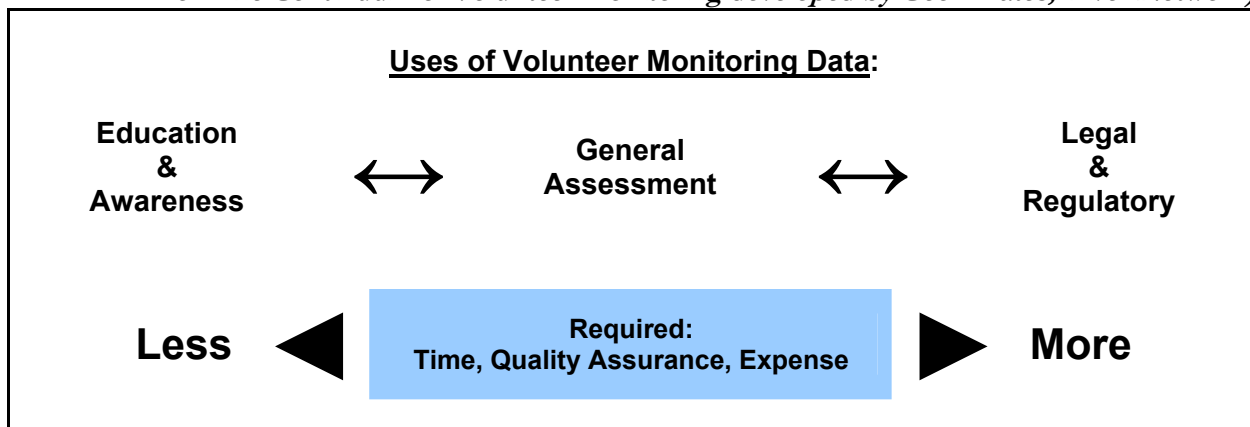 Uses of Volunteer Monitoring Data:
Education
&
Awareness
General
Assessment
Legal
&
Regulatory
Less
Required:
Time, Quality Assurance, Expense
More